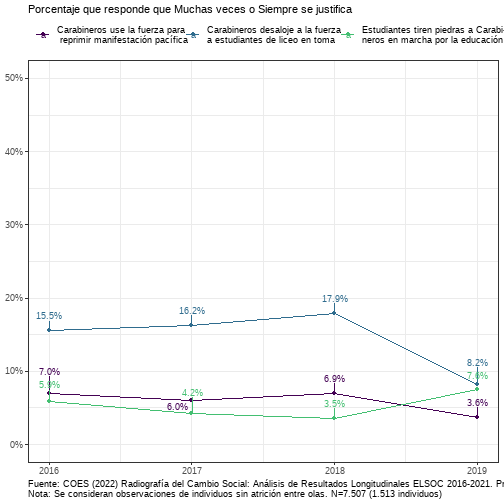 Porcentaje que responde que Muchas veces o Siempre se justifica
Carabineros use la fuerza para
reprimir manifestación pacífica
Carabineros desaloje a la fuerza
a estudiantes de liceo en toma
Estudiantes tiren piedras a Carabi
neros en marcha por la educación
50%
40%
30%
20%
10%
0%
15.5%
16.2%
17.9%
8.2%
7.0%
6.0%
6.9%
3.6%
5.9%
4.2%
3.5%
7.6%
2016
2017
2018
2019
Fuente: COES (2022) Radiografía del Cambio Social: Análisis de Resultados Longitudinales ELSOC 2016-2021. Pr
Nota: Se consideran observaciones de individuos sin atrición entre olas. N=7.507 (1.513 individuos)